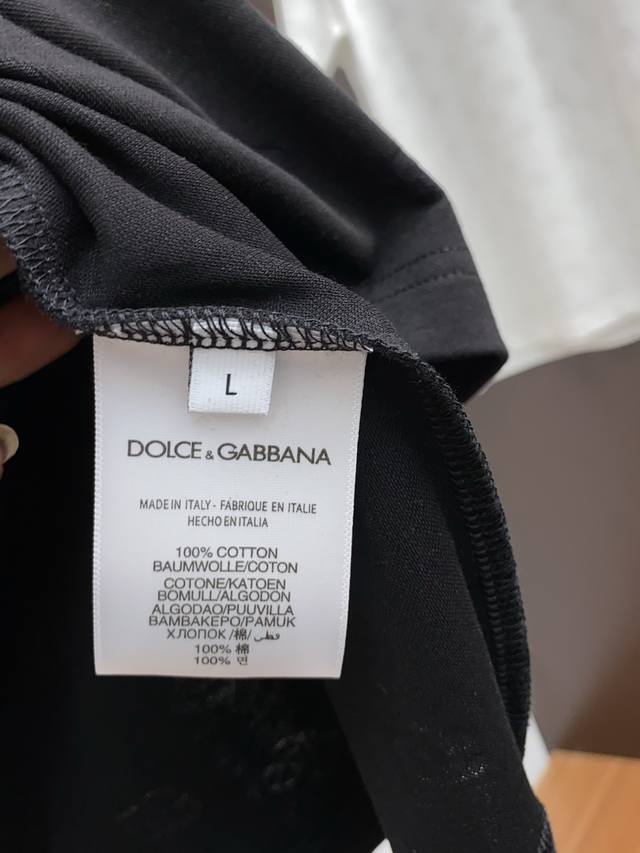 L
DOLCE & GABBANA
MADE IN ITALY - FABRIQUE EN ITALIE
HECHO EN ITALIA
100% COTTON
BAUMWOLLE/COTON
COTONE/KATOEN
BOMULL/ALGODON
ALGODAO/PUUVILLA
BAMBAKEPO/PAMUK
ХЛОПОК /棉/ قطن
100% 棉
100% 면